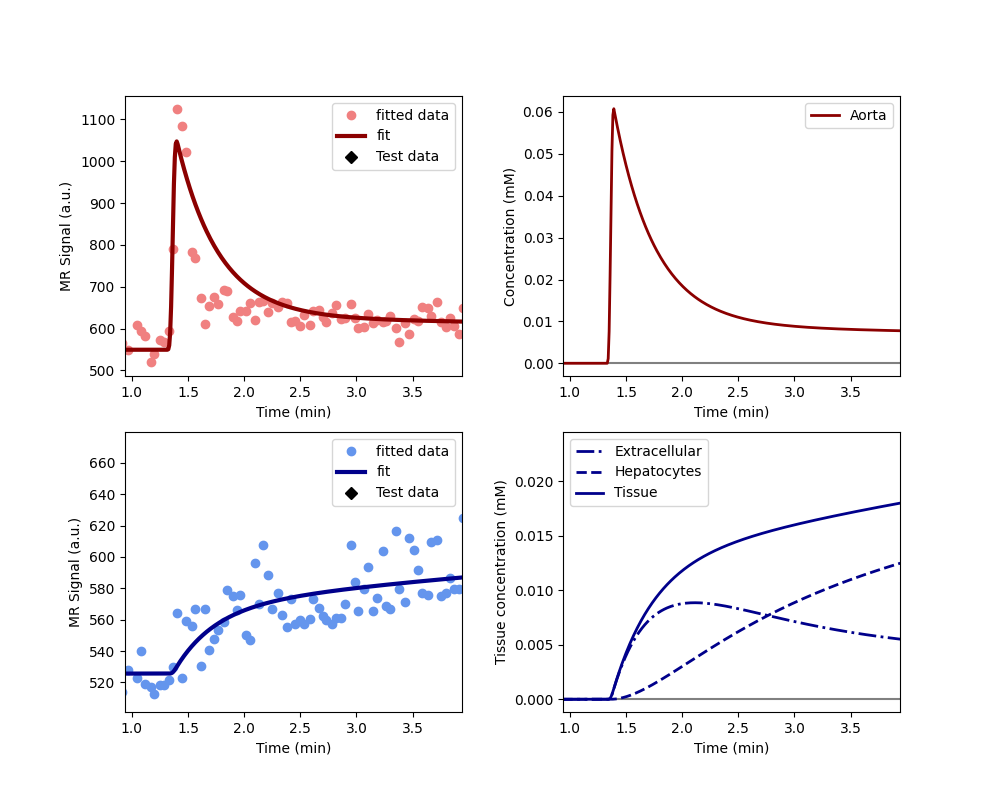 MR Signal (a.u.)
1100
1000
900
800
700
600
500
fitted data
fit
Test data
1.0 1.5 2.0 2.5 3.0 3.5
Time (min)
Concentration (mM)
0.06
0.05
0.04
0.03
0.02
0.01
0.00
Aorta
1.0 1.5 2.0 2.5 3.0 3.5
Time (min)
MR Signal (a.u.)
660
640
620
600
580
560
540
520
fitted data
fit
Test data
1.0 1.5 2.0 2.5 3.0 3.5
Time (min)
Tissue concentration (mM)
0.020
0.015
0.010
0.005
0.000
Extracellular
Hepatocytes
Tissue
1.0 1.5 2.0 2.5 3.0 3.5
Time (min)